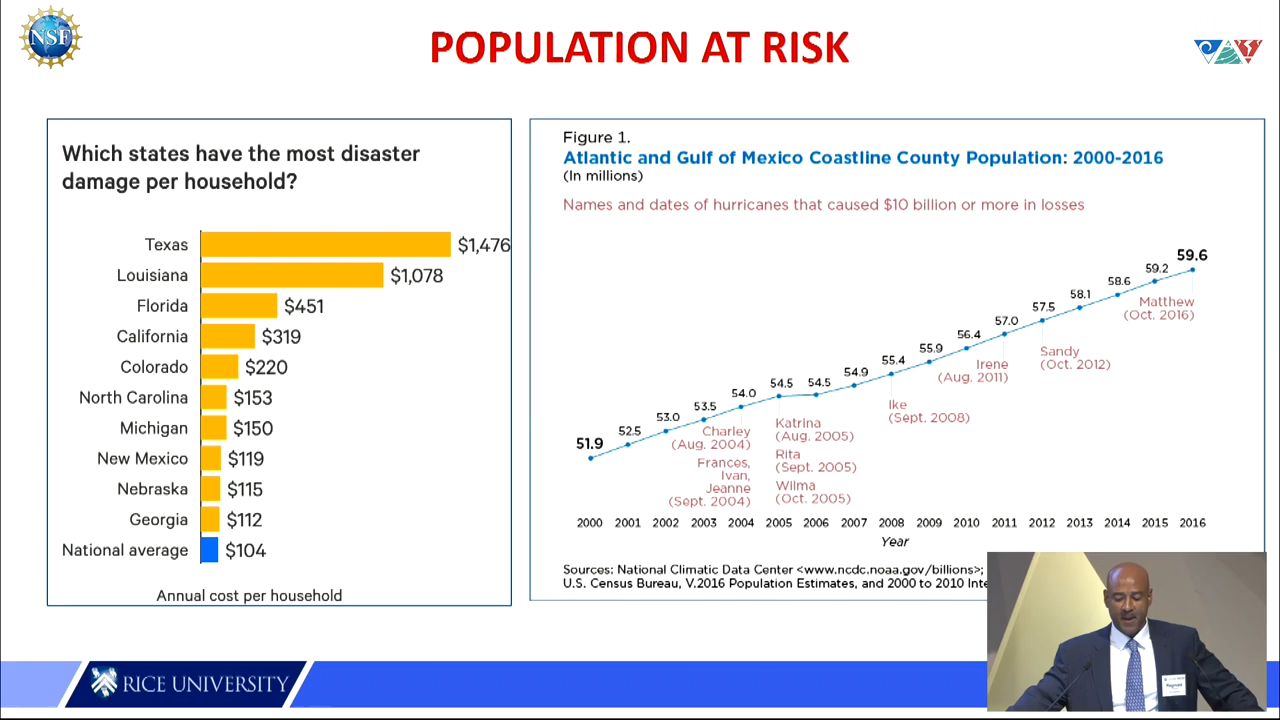 NSF
POPULATION AT RISK
Which states have the most disaster
damage per household?
Texas $1,476
Louisiana $1,078
Florida $451
California $319
Colorado $220
North Carolina $153
Michigan $150
New Mexico $119
Nebraska $115
Georgia $112
National average $104
Annual cost per household
Figure 1.
Atlantic and Gulf of Mexico Coastline County Population: 2000-2016
(In millions)
Names and dates of hurricanes that caused $10 billion or more in losses
51.9
52.5
53.0
53.5
54.0
54.5
54.5
54.9
55.4
55.9
56.4
57.0
57.5
58.1
58.6
59.2
59.6
Charley
(Aug. 2004)
Frances,
Ivan,
Jeanne
(Sept. 2004)
Katrina
(Aug. 2005)
Rita
(Sept. 2005)
Wilma
(Oct. 2005)
Ike
(Sept. 2008)
Irene
(Aug. 2011)
Sandy
(Oct. 2012)
Matthew
(Oct. 2016)
2000 2001 2002 2003 2004 2005 2006 2007 2008 2009 2010 2011 2012 2013 2014 2015 2016
Year
Sources: National Climatic Data Center <www.ncdc.noaa.gov/billions>;
U.S. Census Bureau, V.2016 Population Estimates, and 2000 to 2010 Inte
RICE UNIVERSITY